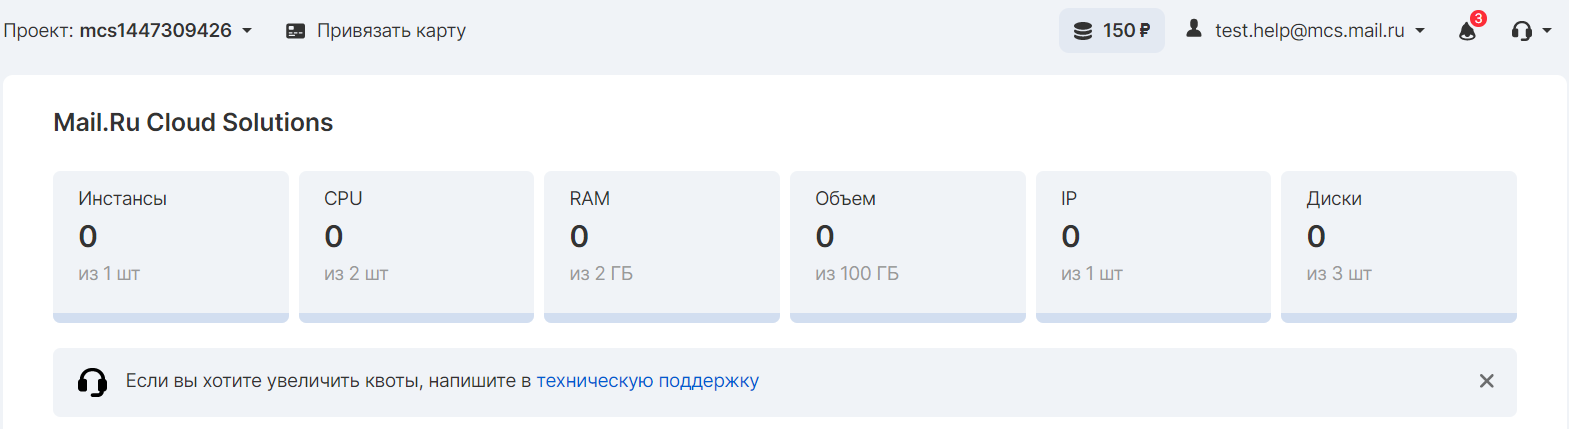 Проект: mcs1447309426 Привязать карту 150 ₽ test.help@mcs.mail.ru 3
Mail.Ru Cloud Solutions
Инстансы CPU RAM Объем IP Диски
0 0 0 0 0 0
из 1 шт из 2 шт из 2 ГБ из 100 ГБ из 1 шт из 3 шт
Если вы хотите увеличить квоты, напишите в техническую поддержку